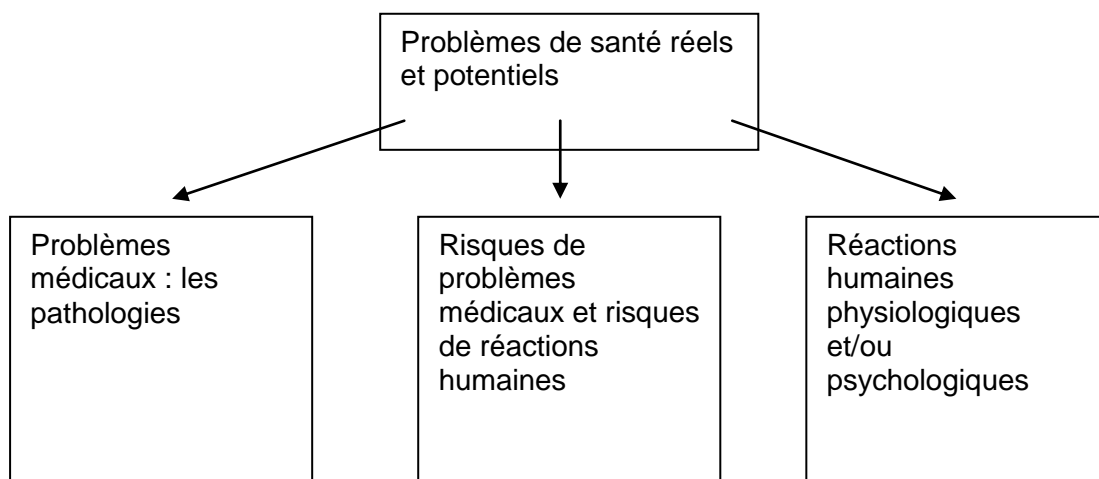 Problèmes de santé réels
et potentiels
Problèmes
médicaux : les
pathologies
Risques de
problèmes
médicaux et risques
de réactions
humaines
Réactions
humaines
physiologiques
et/ou
psychologiques